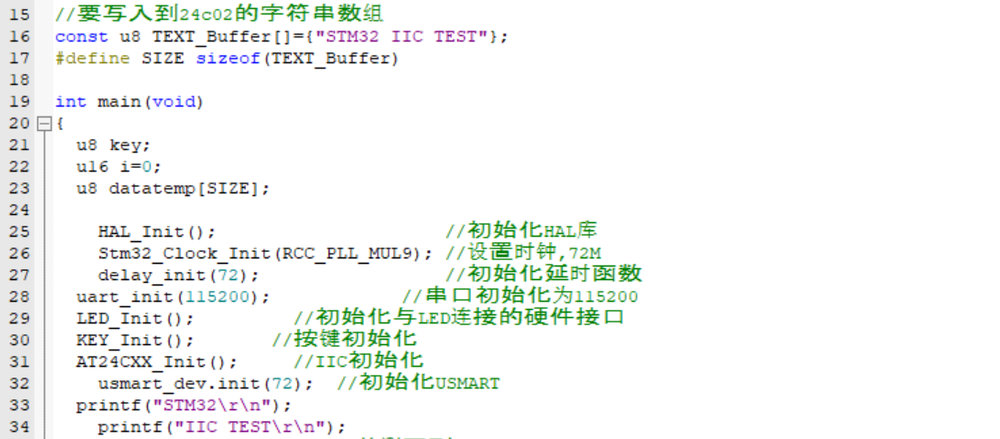 15 //要写入到24c02的字符串数组
16 const u8 TEXT_Buffer[]={"STM32 IIC TEST"};
17 #define SIZE sizeof(TEXT_Buffer)
18
19 int main(void)
20 {
21 u8 key;
22 u16 i=0;
23 u8 datatemp[SIZE];
24
25 HAL_Init(); //初始化HAL库
26 Stm32_Clock_Init(RCC_PLL_MUL9); //设置时钟,72M
27 delay_init(72); //初始化延时函数
28 uart_init(115200); //串口初始化为115200
29 LED_Init(); //初始化与LED连接的硬件接口
30 KEY_Init(); //按键初始化
31 AT24CXX_Init(); //IIC初始化
32 usmart_dev.init(72); //初始化USMART
33 printf("STM32\r\n");
34 printf("IIC TEST\r\n");